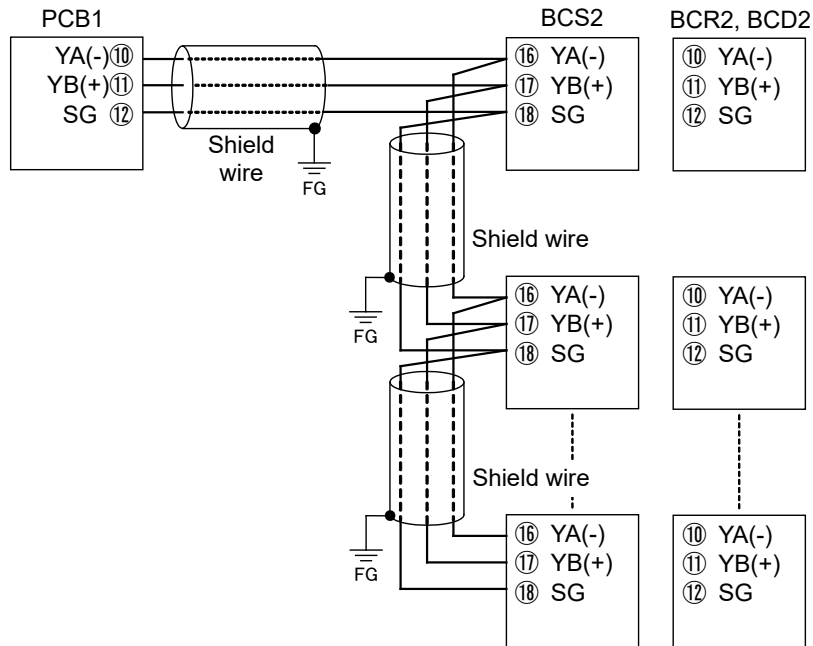 PCB1
BCS2
BCR2, BCD2
YA(-)⑩
YB(+)⑪
SG ⑫
Shield
wire
FG
⑯ YA(-)
⑰ YB(+)
⑱ SG
⑩ YA(-)
⑪ YB(+)
⑫ SG
Shield wire
FG
⑯ YA(-)
⑰ YB(+)
⑱ SG
⑩ YA(-)
⑪ YB(+)
⑫ SG
Shield wire
FG
⑯ YA(-)
⑰ YB(+)
⑱ SG
⑩ YA(-)
⑪ YB(+)
⑫ SG